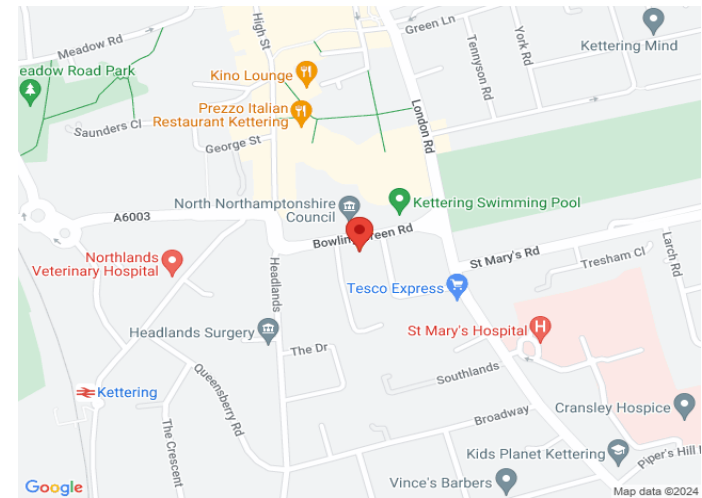 Meadow Rd
High St
Green Ln
Tennyson Rd
York Rd
Kettering Mind
eadow Road Park
Kino Lounge
Prezzo Italian
Restaurant Kettering
London Rd
Saunders Cl
George St
North Northamptonshire
Council
Kettering Swimming Pool
A6003
Bowling Green Rd
Northlands
Veterinary Hospital
Headlands
St Mary's Rd
Tresham Cl
Larch Rd
Tesco Express
Headlands Surgery
St Mary's Hospital
H
The Dr
Southlands
Kettering
Queensberry Rd
The Crescent
Broadway
Cransley Hospice
Kids Planet Kettering
Piper's Hill R
Vince's Barbers
Google
Map data ©2024